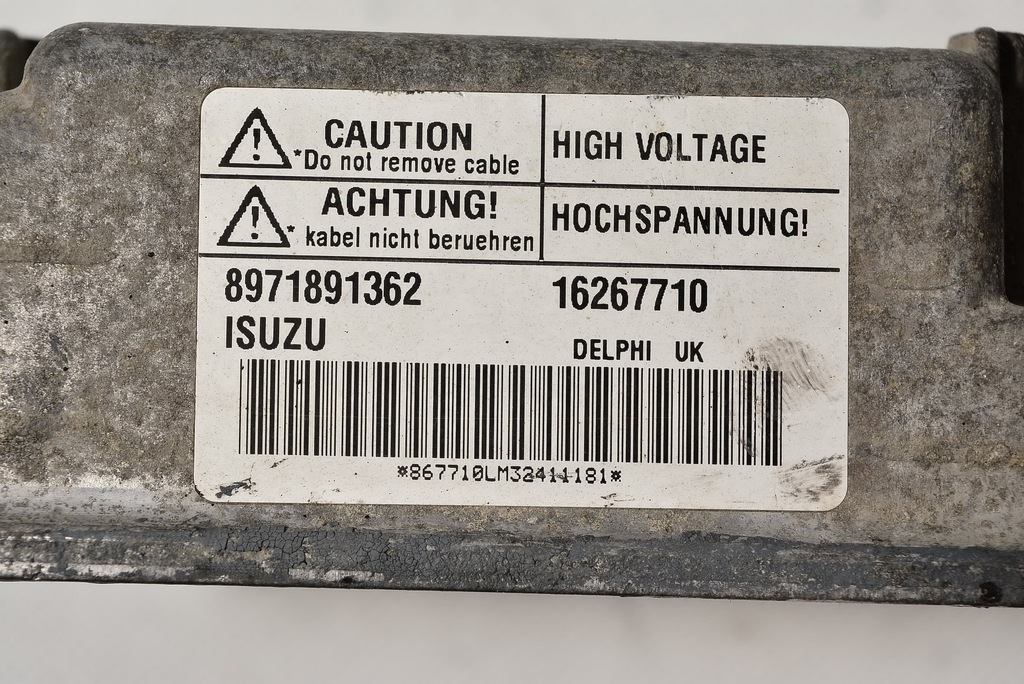 CAUTION
*Do not remove cable
HIGH VOLTAGE
ACHTUNG!
* kabel nicht beruehren
HOCHSPANNUNG!
8971891362
16267710
ISUZU
DELPHI UK
*867710LM32411181*